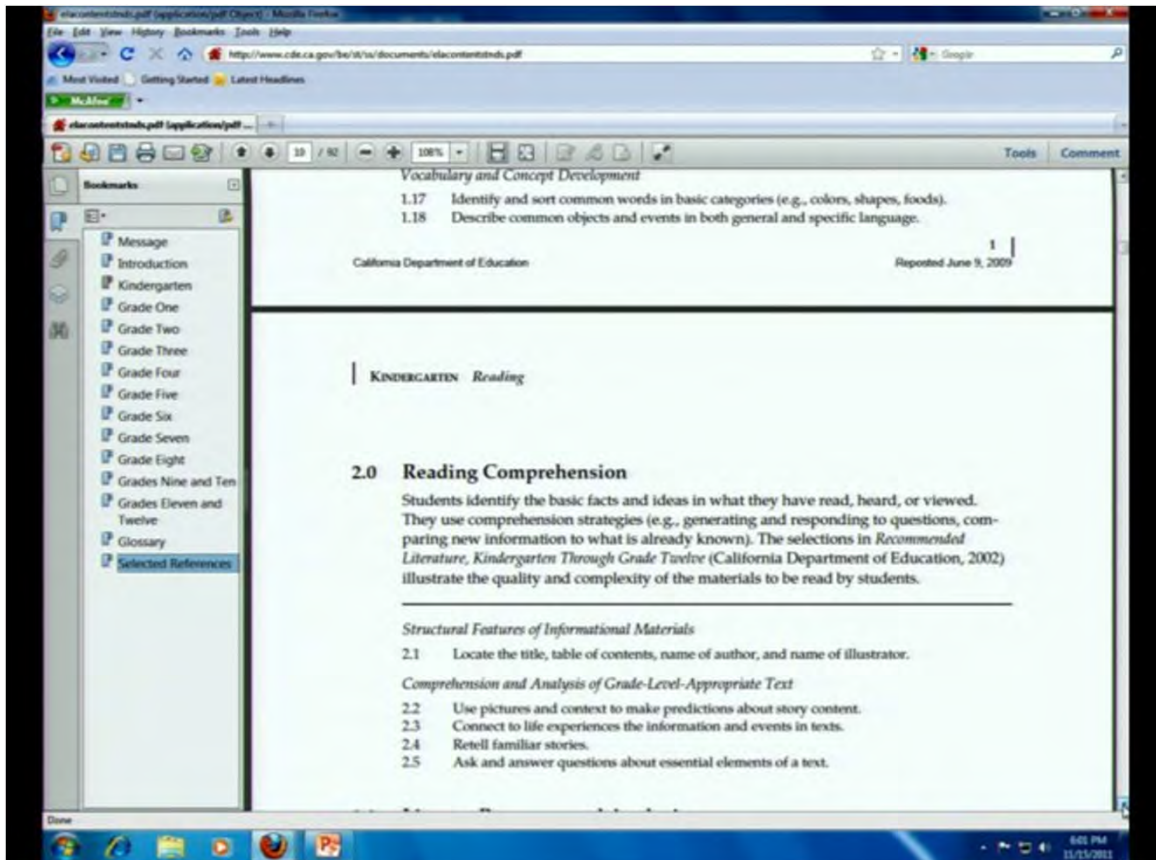 elacontentstnds.pdf (application/pdf Object) - Mozilla Firefox
File Edit View History Bookmarks Tools Help
http://www.cde.ca.gov/be/st/ss/documents/elacontentstnds.pdf
Google
Most Visited Getting Started Latest Headlines
McAfee
elacontentstnds.pdf (application/pdf ...
10 / 92 108% Tools Comment
Bookmarks
Message
Introduction
Kindergarten
Grade One
Grade Two
Grade Three
Grade Four
Grade Five
Grade Six
Grade Seven
Grade Eight
Grades Nine and Ten
Grades Eleven and
Twelve
Glossary
Selected References
Vocabulary and Concept Development
1.17 Identify and sort common words in basic categories (e.g., colors, shapes, foods).
1.18 Describe common objects and events in both general and specific language.
1
California Department of Education Reposted June 9, 2009
KINDERGARTEN Reading
2.0 Reading Comprehension
Students identify the basic facts and ideas in what they have read, heard, or viewed.
They use comprehension strategies (e.g., generating and responding to questions, com-
paring new information to what is already known). The selections in Recommended
Literature, Kindergarten Through Grade Twelve (California Department of Education, 2002)
illustrate the quality and complexity of the materials to be read by students.
Structural Features of Informational Materials
2.1 Locate the title, table of contents, name of author, and name of illustrator.
Comprehension and Analysis of Grade-Level-Appropriate Text
2.2 Use pictures and context to make predictions about story content.
2.3 Connect to life experiences the information and events in texts.
2.4 Retell familiar stories.
2.5 Ask and answer questions about essential elements of a text.
Done
6:01 PM
11/15/2011